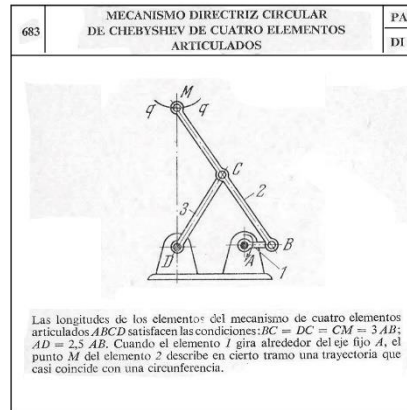 683
MECANISMO DIRECTRIZ CIRCULAR
DE CHEBYSHEV DE CUATRO ELEMENTOS
ARTICULADOS
PA
DI
M
q q
C
2
3
D
A
B
1
Las longitudes de los elementos del mecanismo de cuatro elementos
articulados ABCD satisfacen las condiciones: BC = DC = CM = 3 AB;
AD = 2,5 AB. Cuando el elemento 1 gira alrededor del eje fijo A, el
punto M del elemento 2 describe en cierto tramo una trayectoria que
casi coincide con una circunferencia.